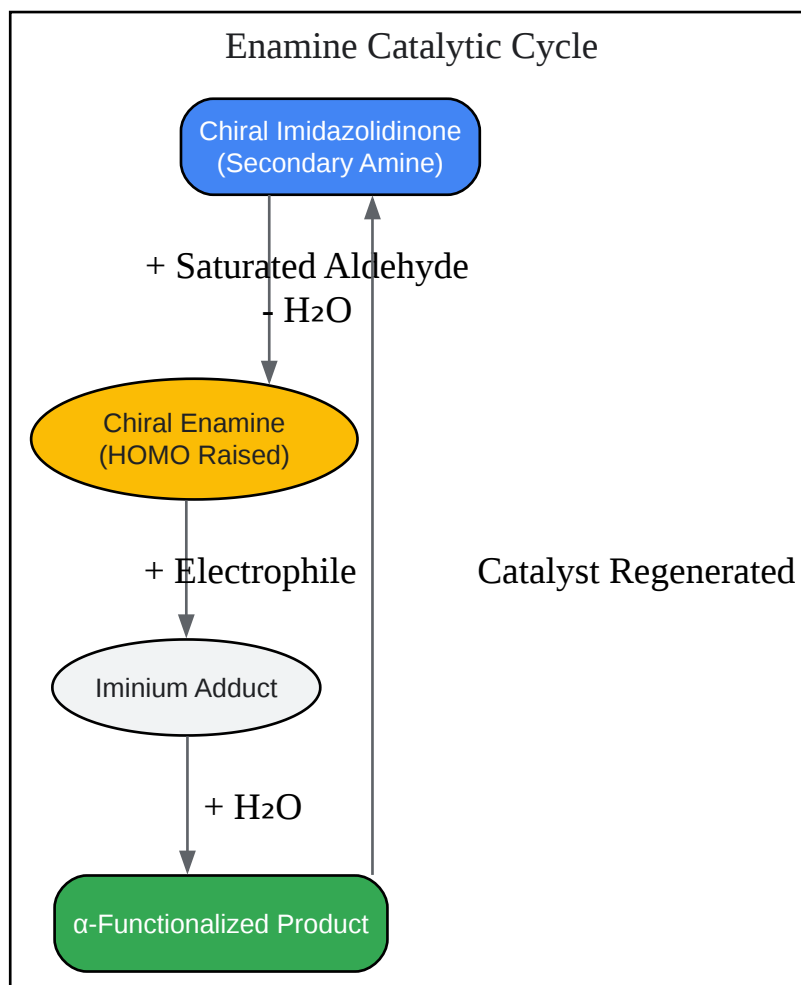 Enamine Catalytic Cycle
Chiral Imidazolidinone
(Secondary Amine)
+ Saturated Aldehyde
- H₂O
Chiral Enamine
(HOMO Raised)
+ Electrophile
Catalyst Regenerated
Iminium Adduct
+ H₂O
α-Functionalized Product